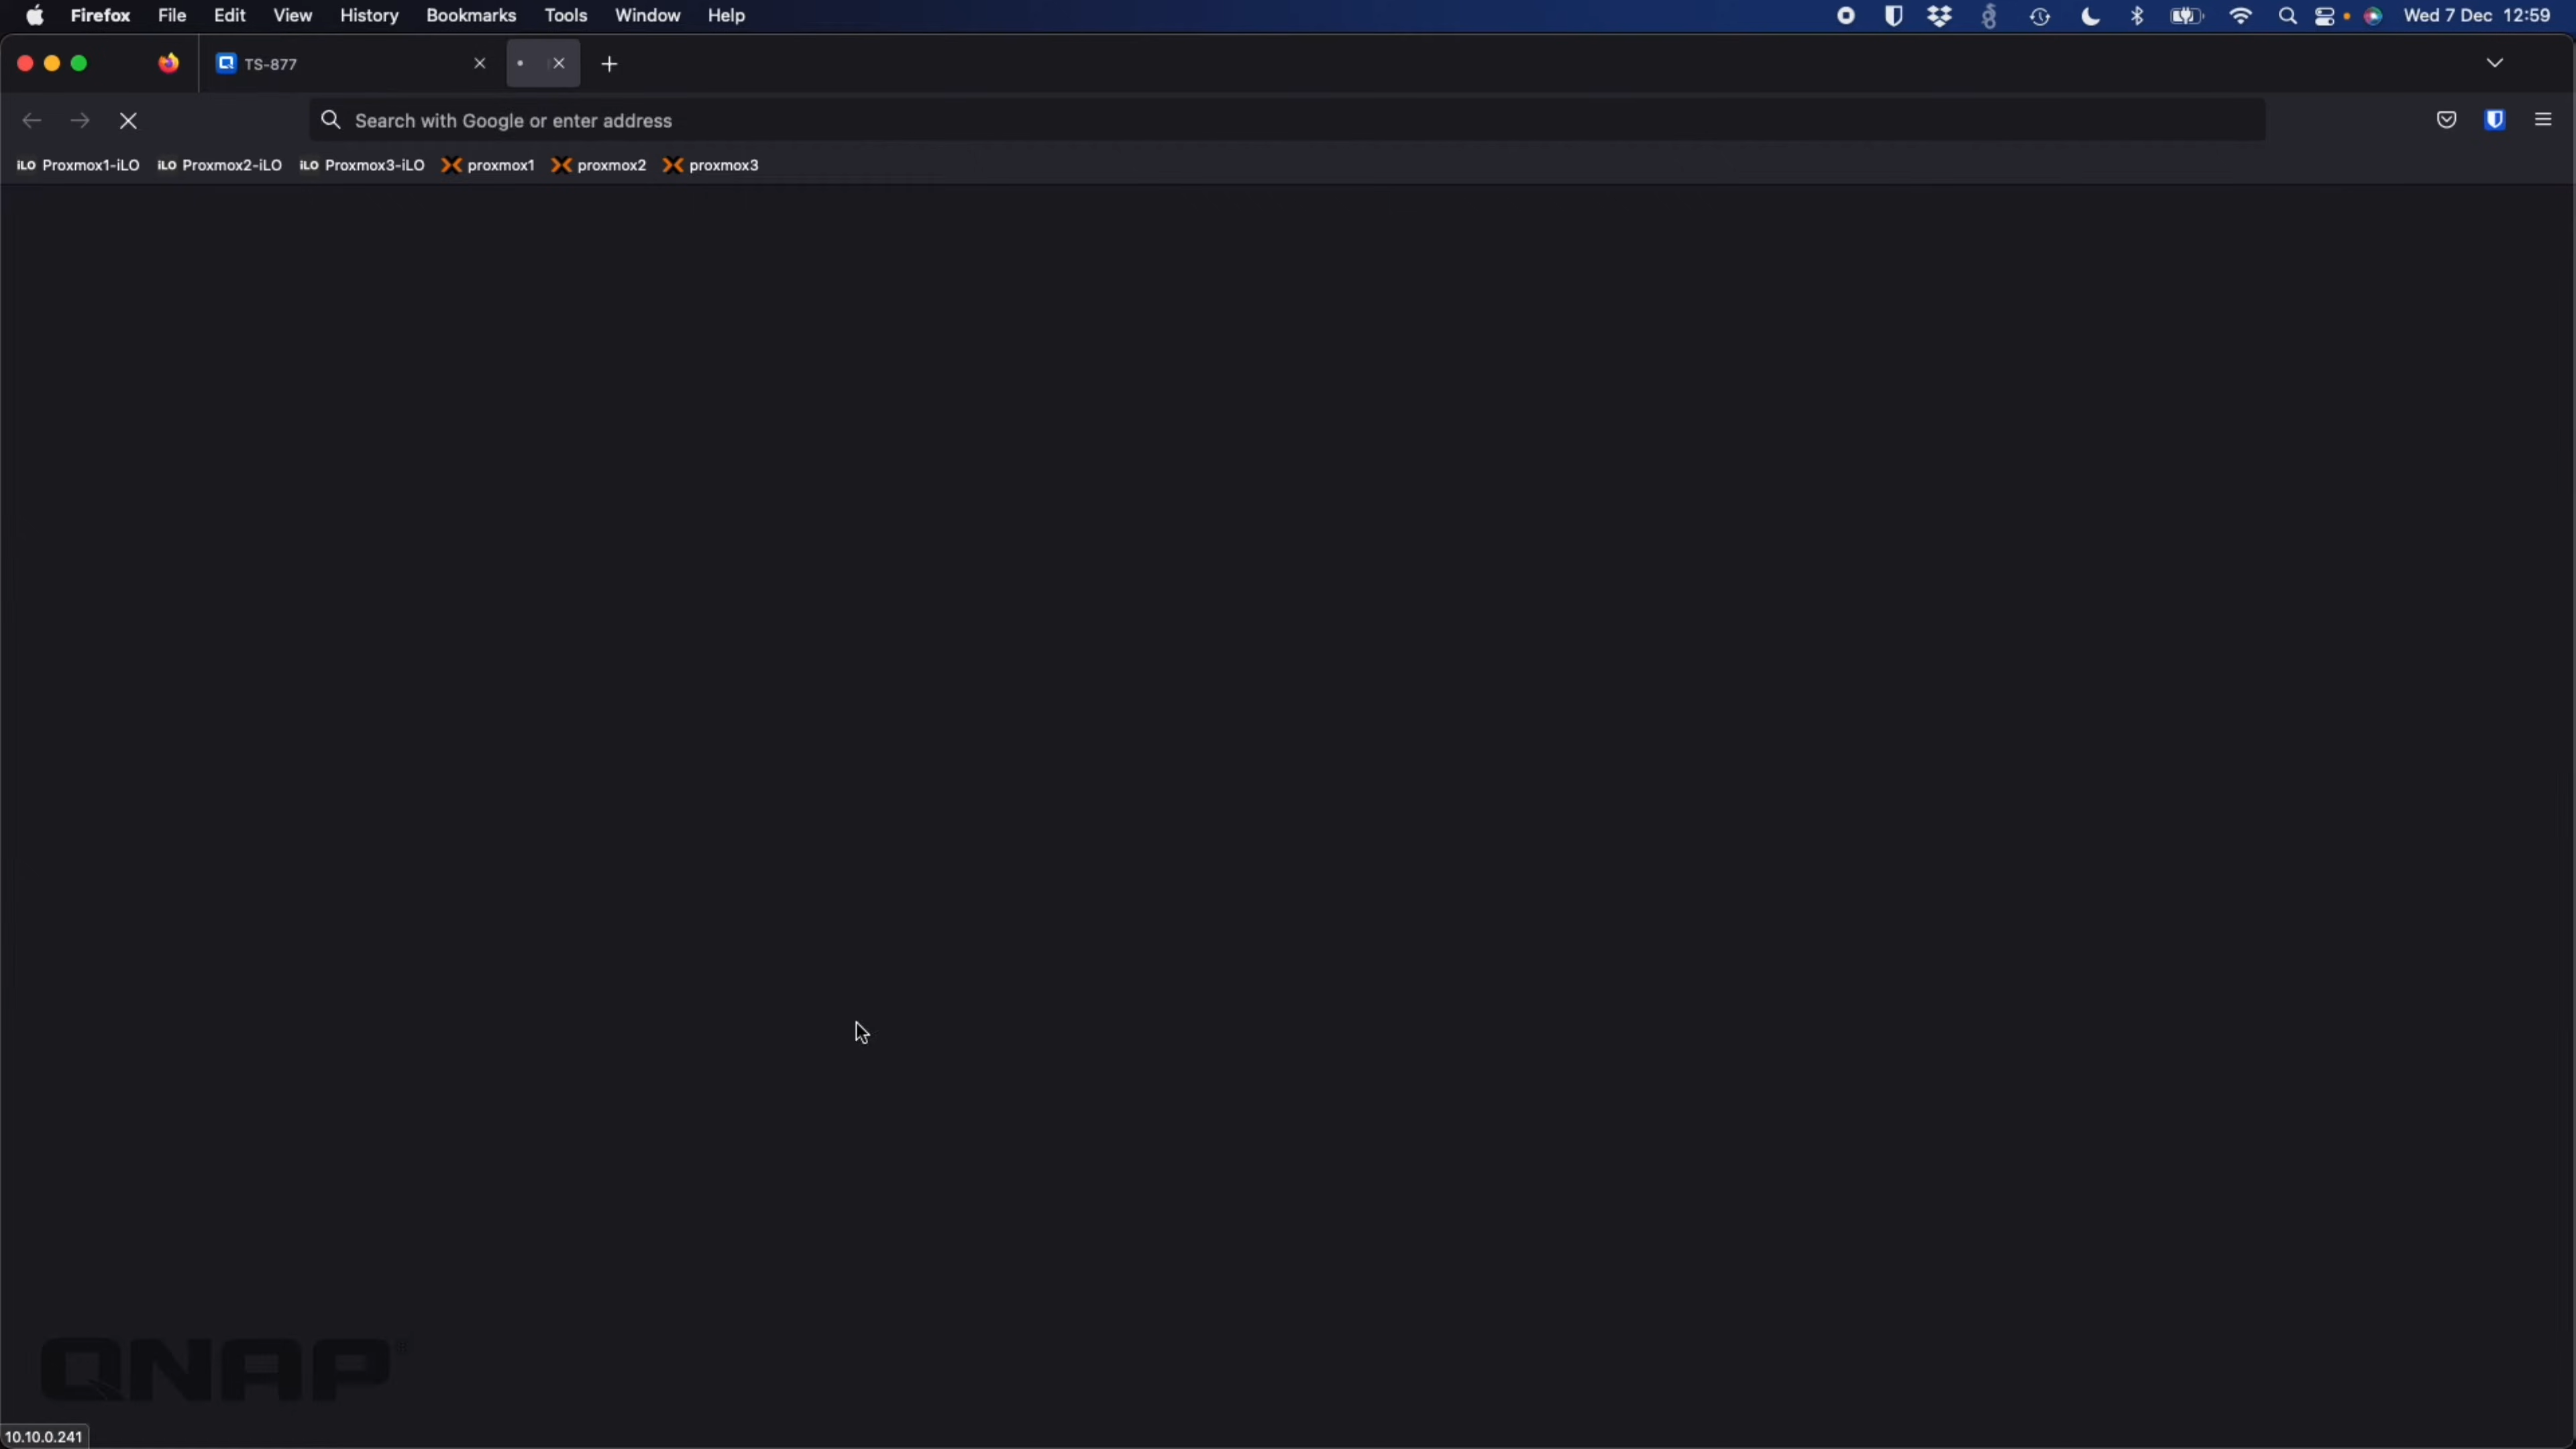 Firefox File Edit View History Bookmarks Tools Window Help Wed 7 Dec 12:59
TS-877
Search with Google or enter address
iLO Proxmox1-iLO iLO Proxmox2-iLO iLO Proxmox3-iLO proxmox1 proxmox2 proxmox3
QNAP
10.10.0.241